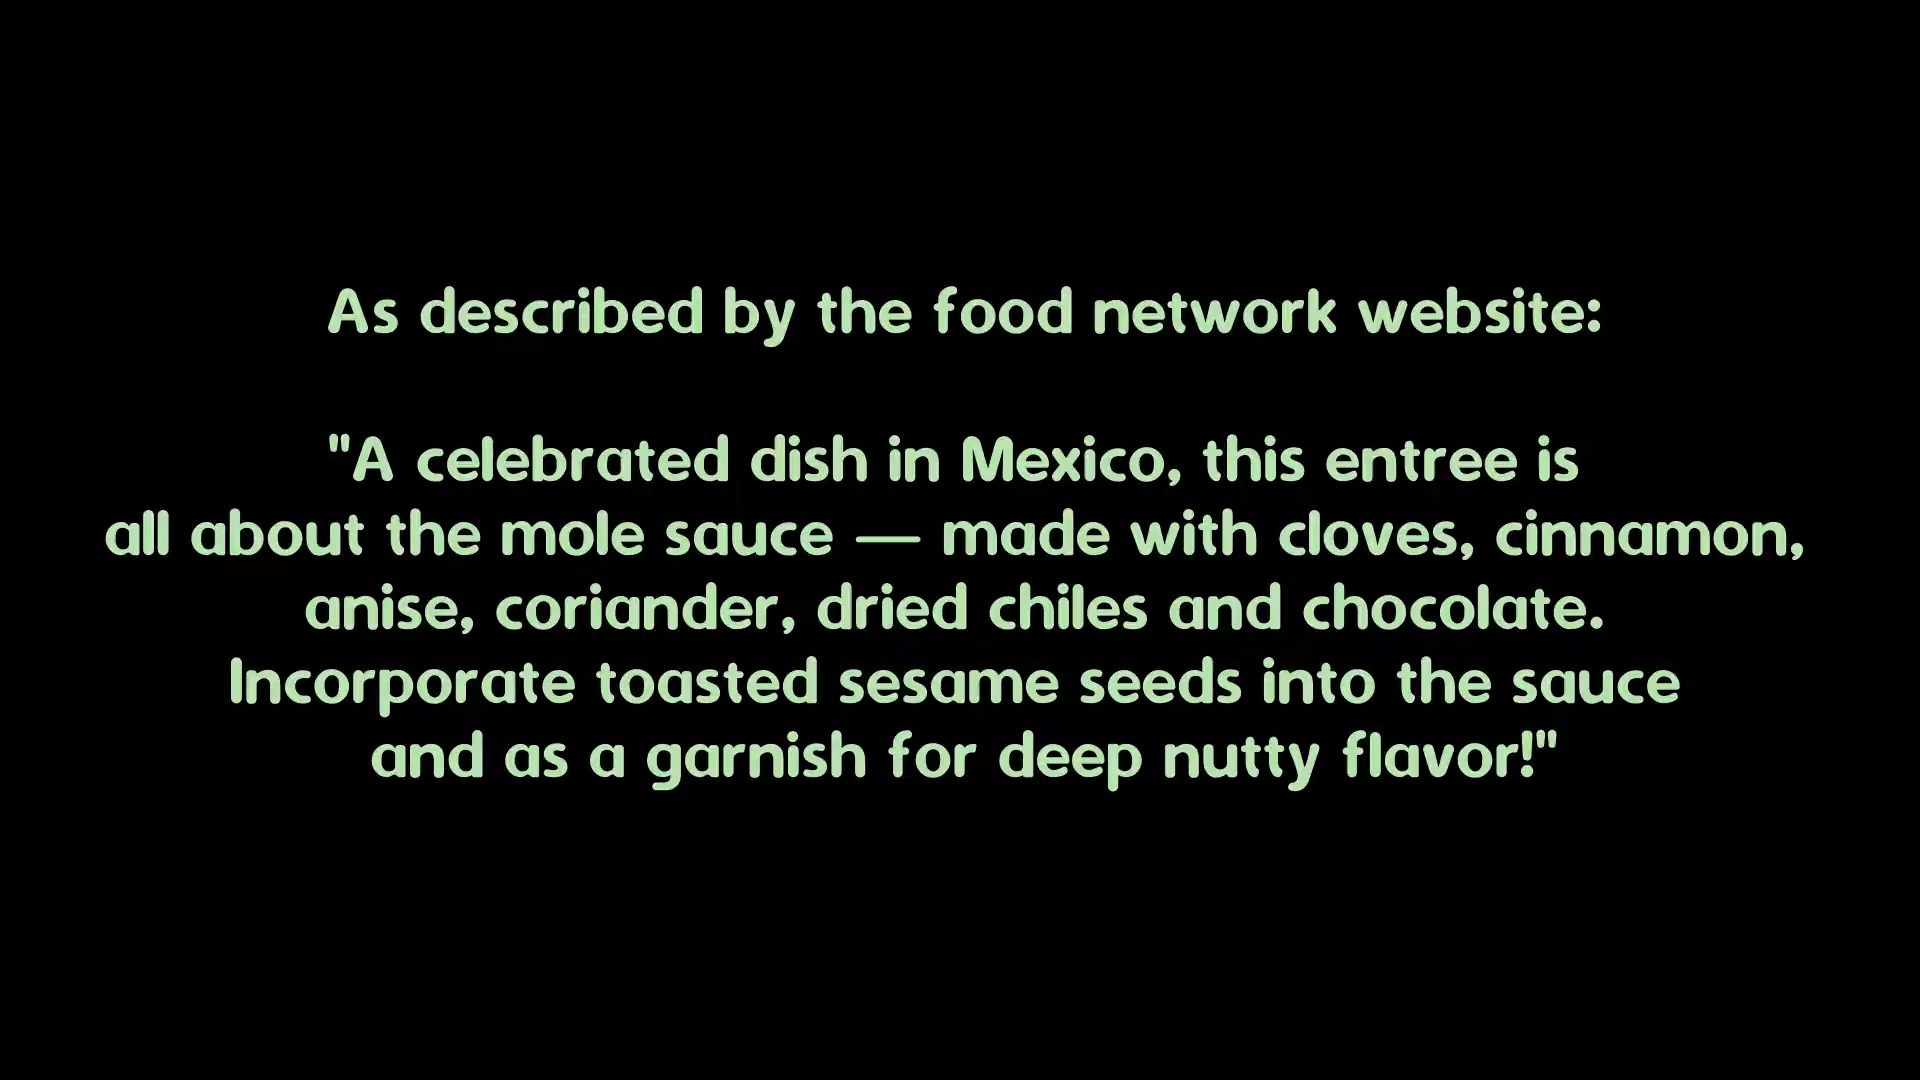 As described by the food network website:
"A celebrated dish in Mexico, this entree is
all about the mole sauce — made with cloves, cinnamon,
anise, coriander, dried chiles and chocolate.
Incorporate toasted sesame seeds into the sauce
and as a garnish for deep nutty flavor!"